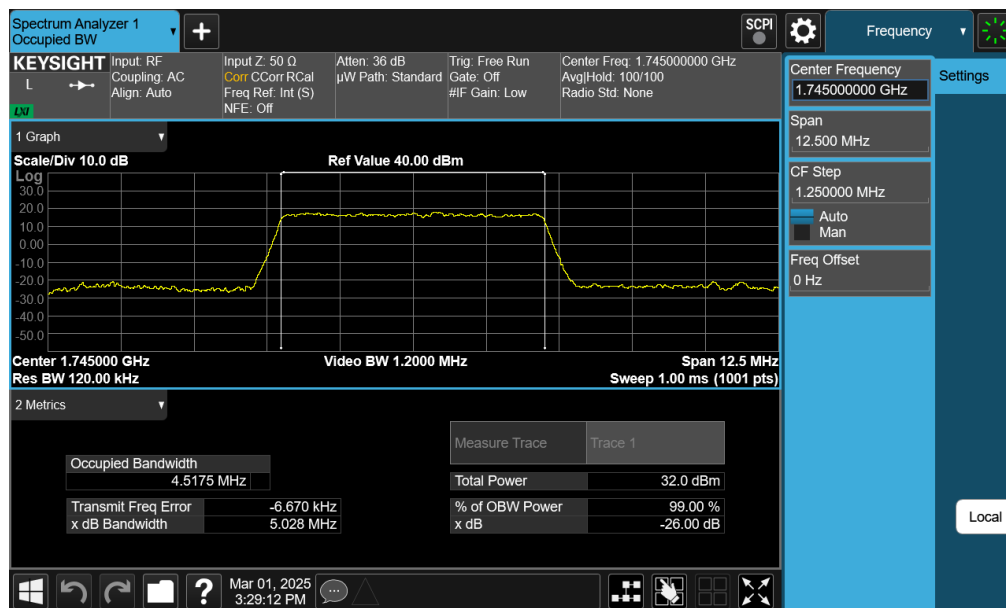 Spectrum Analyzer 1
Occupied BW
SCPI
Frequency
KEYSIGHT
L
LXI
Input: RF
Coupling: AC
Align: Auto
Input Z: 50 Ω
Corr CCorr RCal
Freq Ref: Int (S)
NFE: Off
Atten: 36 dB
µW Path: Standard
Trig: Free Run
Gate: Off
#IF Gain: Low
Center Freq: 1.745000000 GHz
Avg|Hold: 100/100
Radio Std: None
Center Frequency
1.745000000 GHz
Settings
Span
12.500 MHz
CF Step
1.250000 MHz
Auto
Man
Freq Offset
0 Hz
Local
1 Graph
Scale/Div 10.0 dB
Ref Value 40.00 dBm
Log
30.0
20.0
10.0
0.00
-10.0
-20.0
-30.0
-40.0
-50.0
Center 1.745000 GHz
Video BW 1.2000 MHz
Span 12.5 MHz
Res BW 120.00 kHz
Sweep 1.00 ms (1001 pts)
2 Metrics
Measure Trace
Trace 1
Occupied Bandwidth
4.5175 MHz
Total Power
32.0 dBm
Transmit Freq Error
-6.670 kHz
% of OBW Power
99.00 %
x dB Bandwidth
5.028 MHz
x dB
-26.00 dB
?
Mar 01, 2025
3:29:12 PM